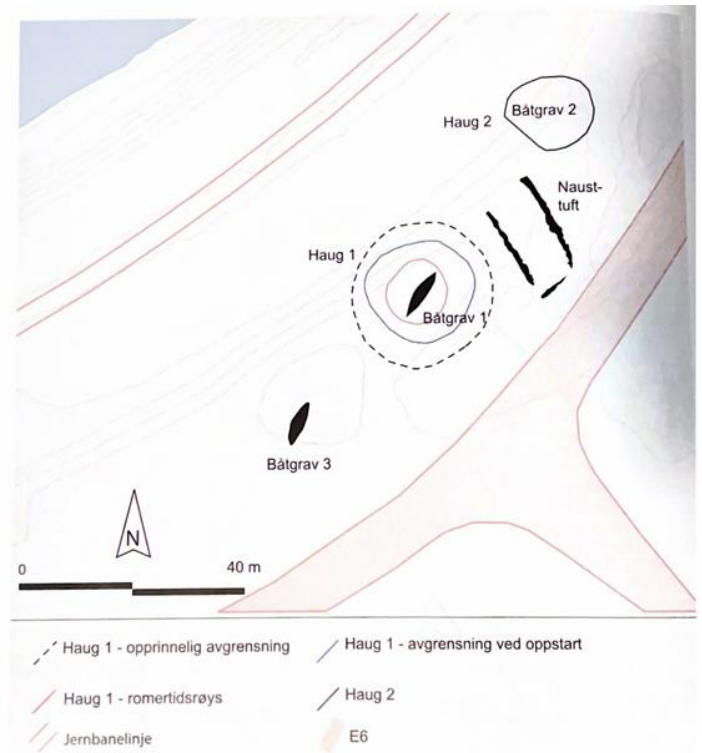 Båtgrav 2
Haug 2
Naust-
tuft
Haug 1
Båtgrav 1
Båtgrav 3
N
0
40 m
Haug 1 - opprinnelig avgrensning
Haug 1 - avgrensning ved oppstart
Haug 1 - romertidsrøys
Haug 2
Jernbanelinje
E6